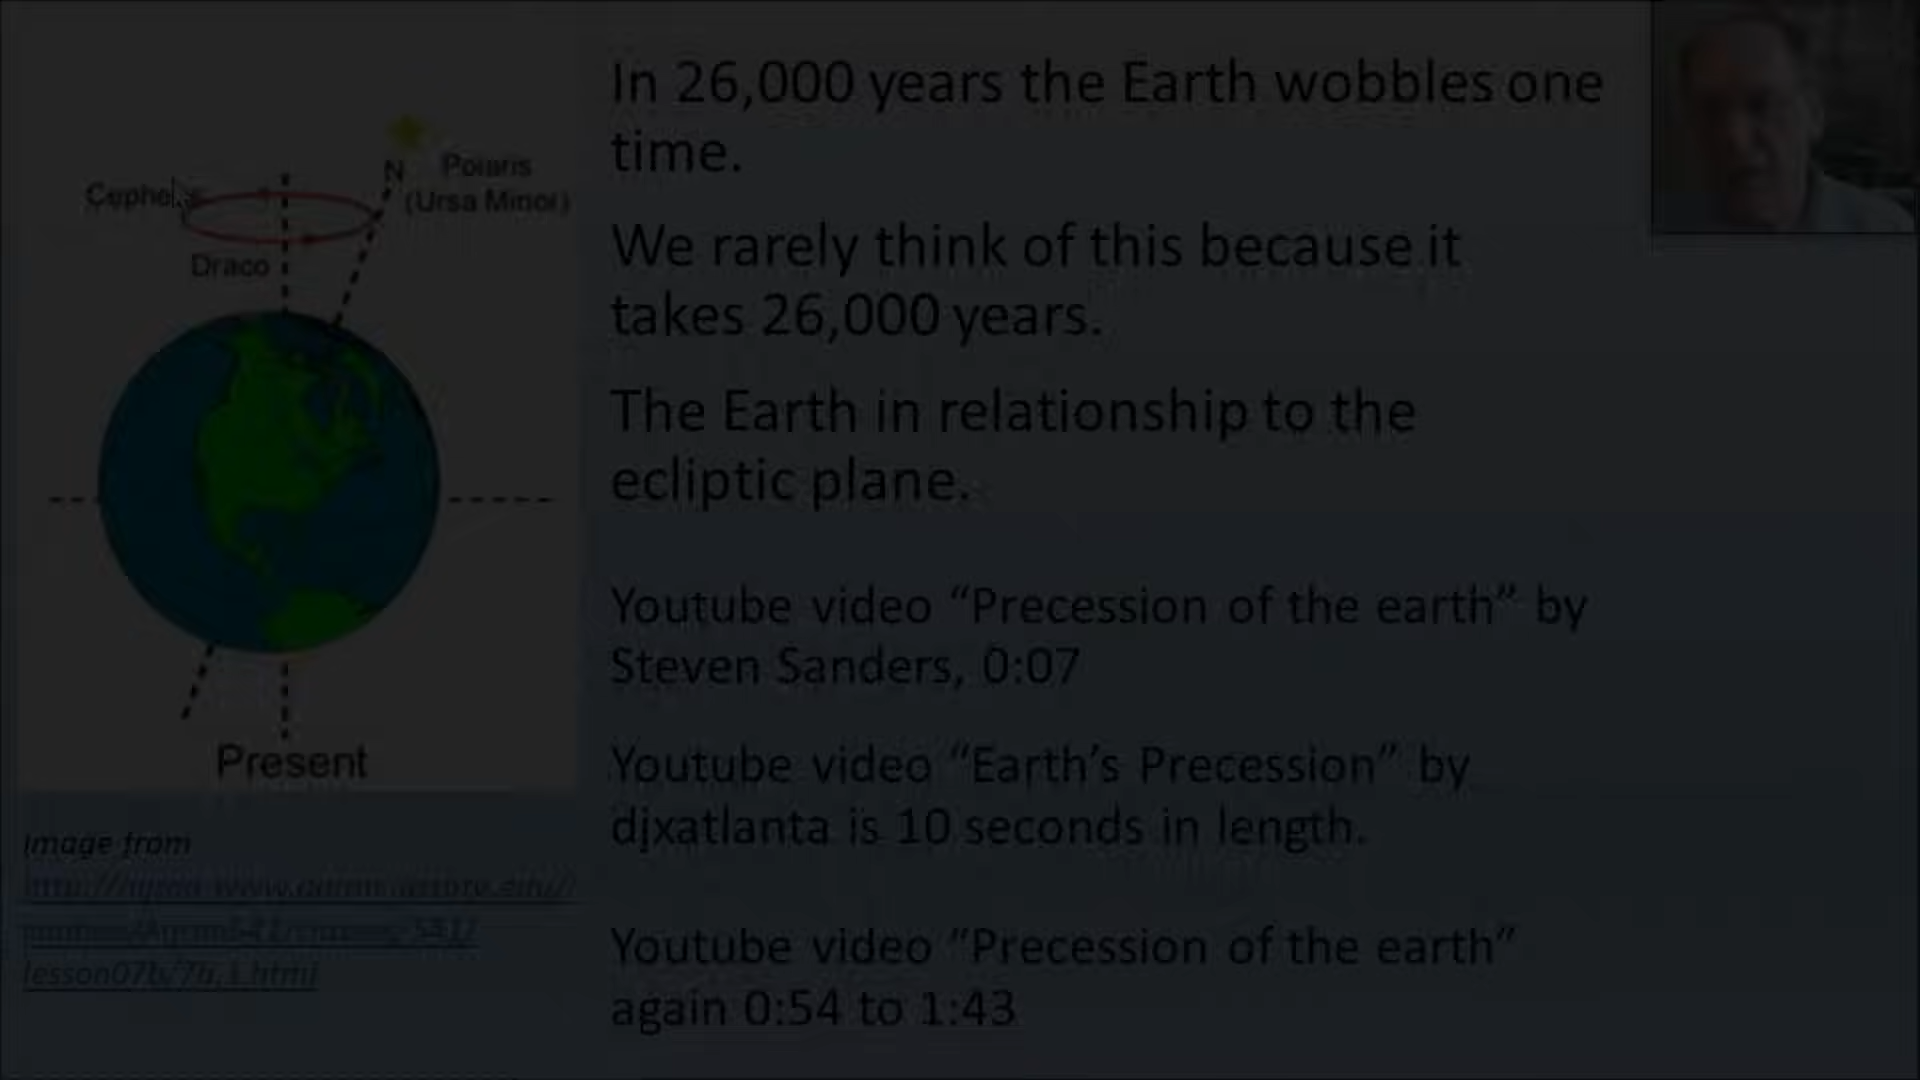 In 26,000 years the Earth wobbles one
time.
We rarely think of this because it
takes 26,000 years.
The Earth in relationship to the
ecliptic plane.
Youtube video “Precession of the earth” by
Steven Sanders, 0:07
Youtube video “Earth’s Precession” by
djxatlanta is 10 seconds in length.
Youtube video “Precession of the earth”
again 0:54 to 1:43
N
Polaris
(Ursa Minor)
Draco
Present
Image from